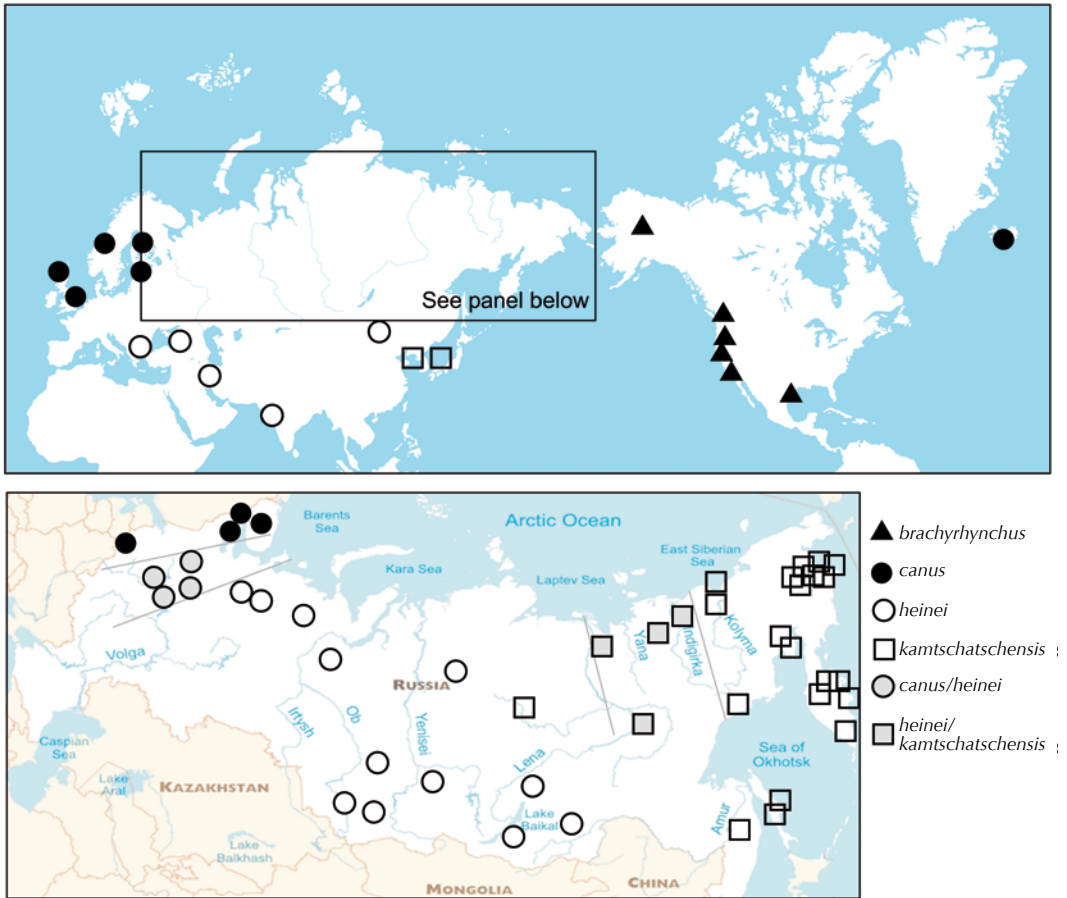 See panel below
Barents
Sea
Arctic Ocean
Kara Sea
East Siberian
Sea
Laptev Sea
Volga
Yana
Indigirka
Kolyma
RUSSIA
Irtysh
Ob
Yenisei
Lena
Caspian
Sea
Lake
Aral
KAZAKHSTAN
Lake
Balkhash
Lake
Baikal
Amur
Sea of
Okhotsk
MONGOLIA
CHINA
brachyrhynchus
canus
heinei
kamtschatschensis
canus/heinei
heinei/
kamtschatschensis